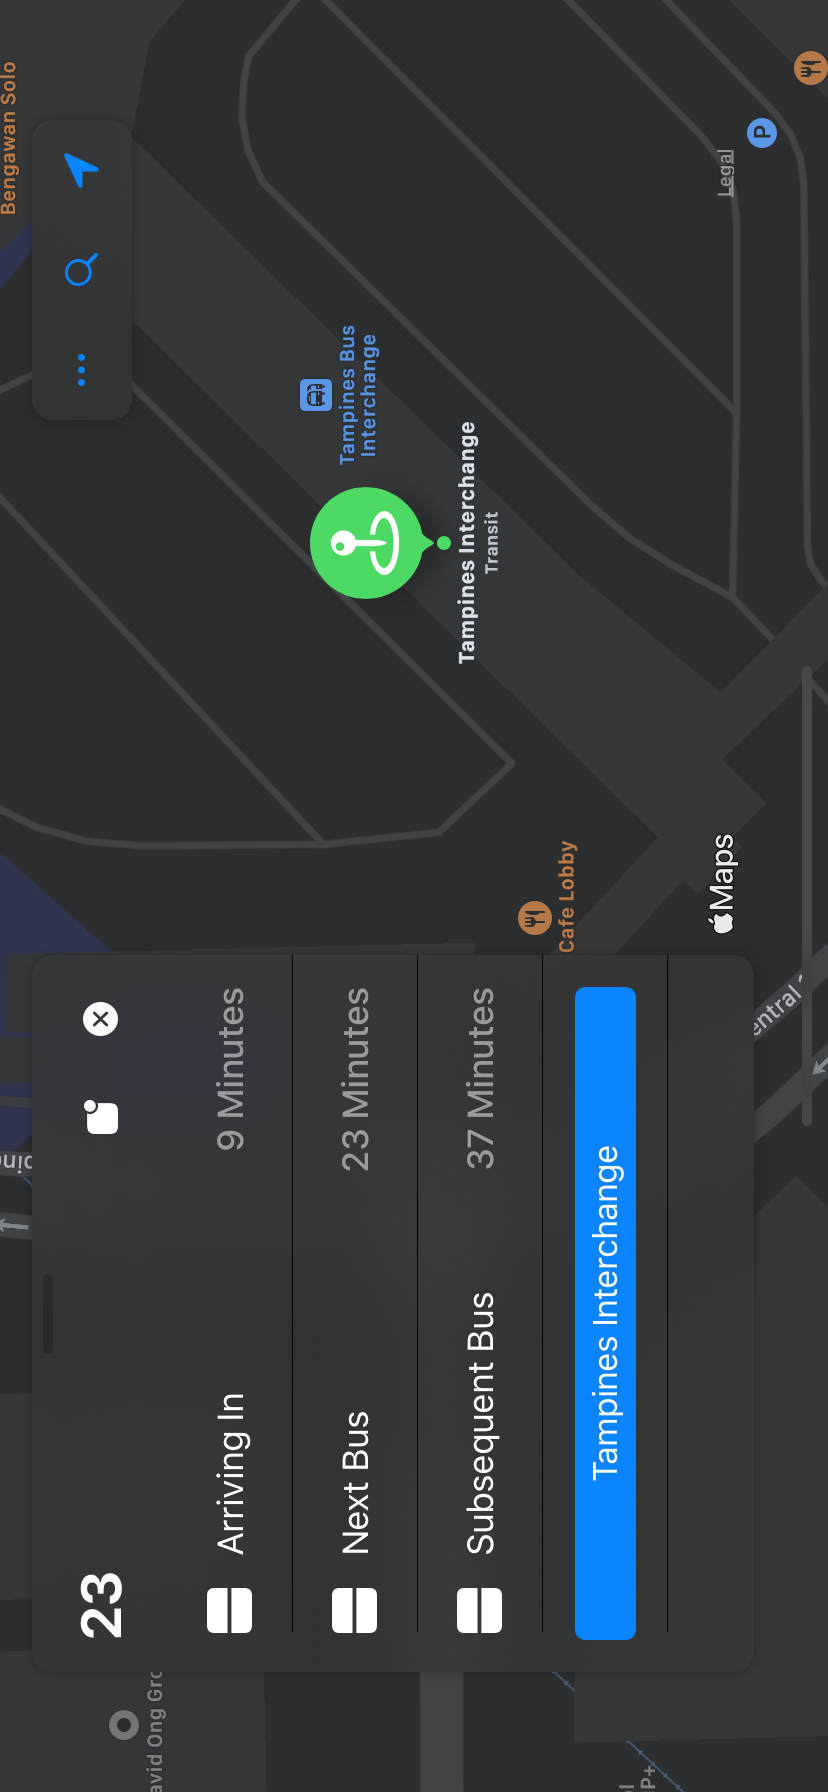 23
Arriving In
9 Minutes
Next Bus
23 Minutes
Subsequent Bus
37 Minutes
Tampines Interchange
Bengawan Solo
Tampines Bus
Interchange
Tampines Interchange
Transit
Cafe Lobby
Maps
Legal
P
P+